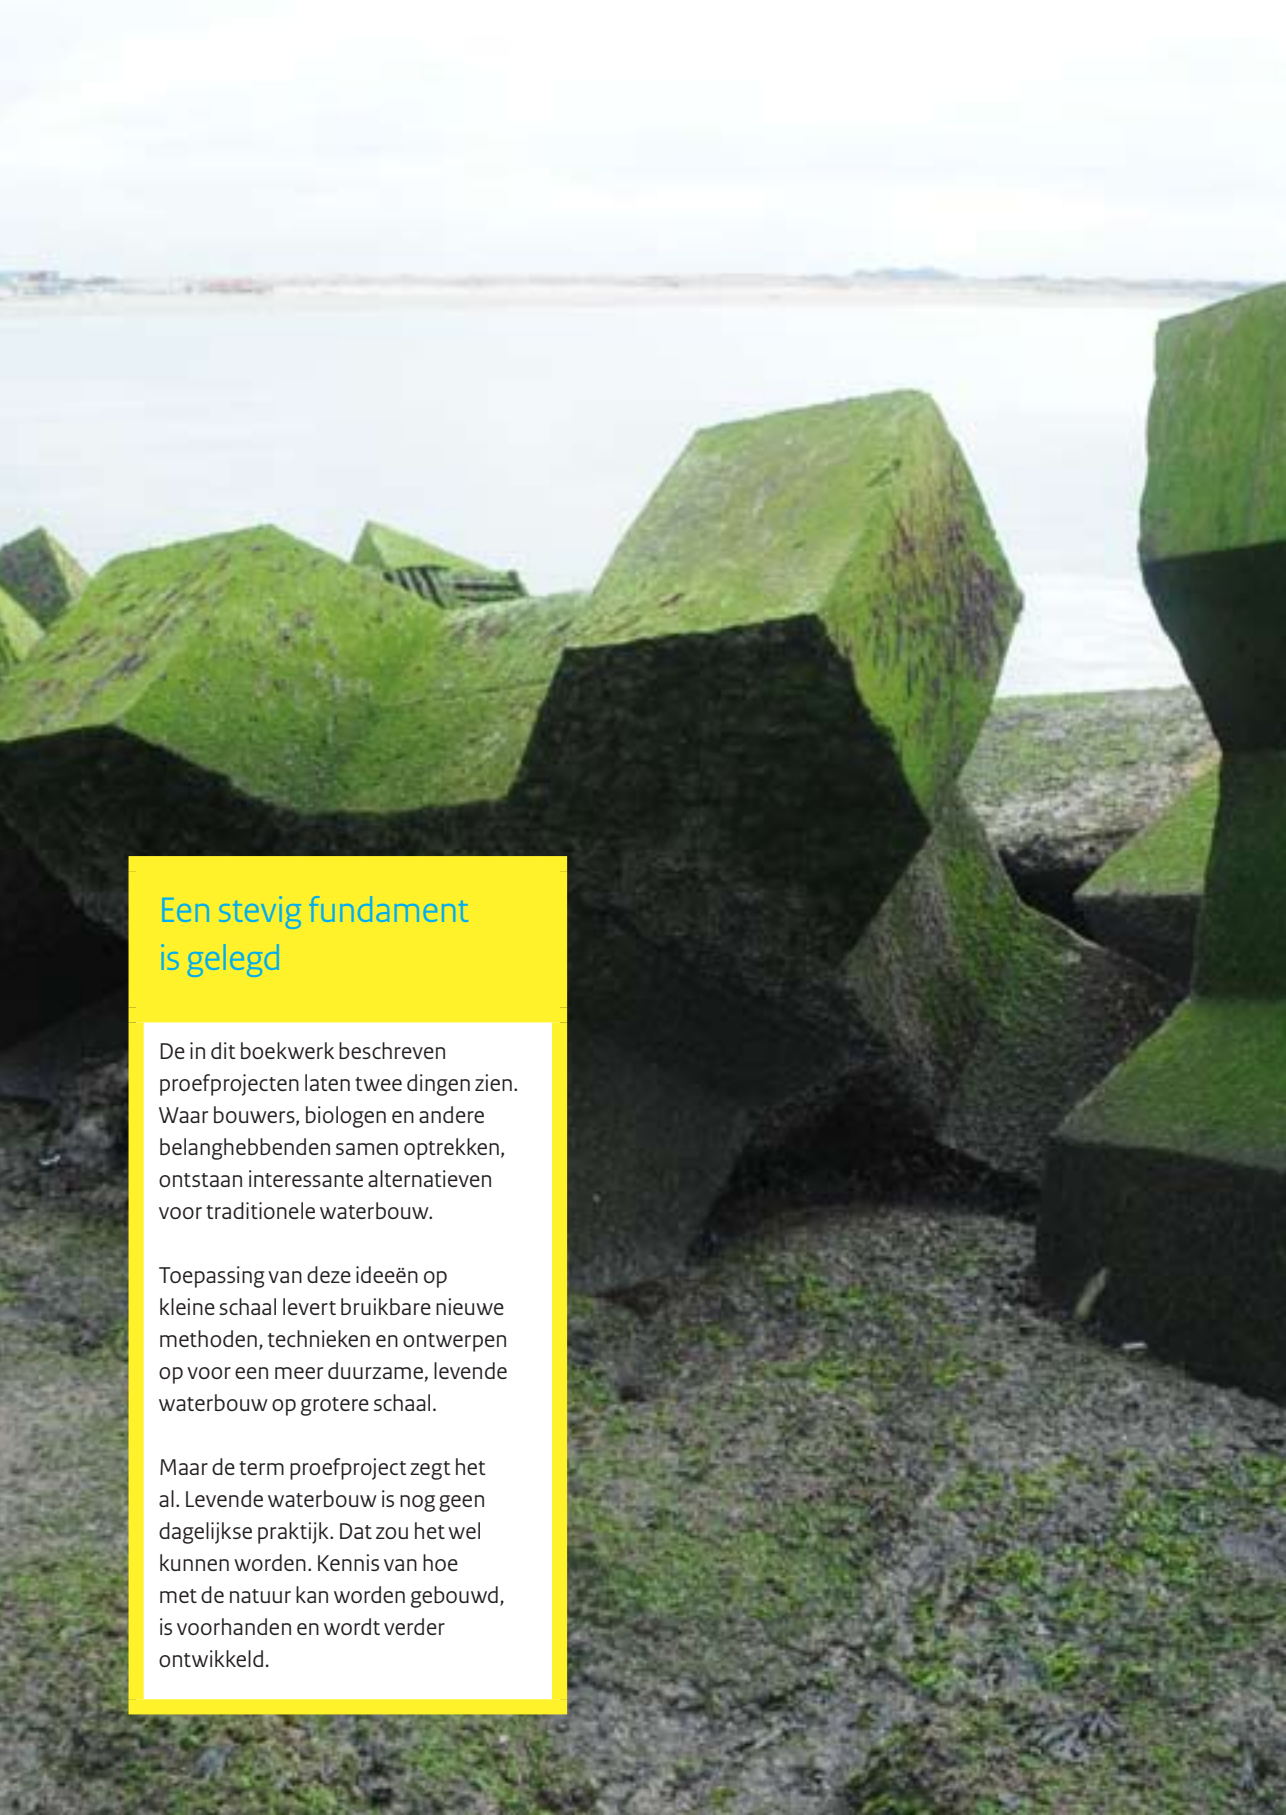 Een stevig fundament
is gelegd
De in dit boekwerk beschreven
proefprojecten laten twee dingen zien.
Waar bouwers, biologen en andere
belanghebbenden samen optrekken,
ontstaan interessante alternatieven
voor traditionele waterbouw.
Toepassing van deze ideeën op
kleine schaal levert bruikbare nieuwe
methoden, technieken en ontwerpen
op voor een meer duurzame, levende
waterbouw op grotere schaal.
Maar de term proefproject zegt het
al. Levende waterbouw is nog geen
dagelijkse praktijk. Dat zou het wel
kunnen worden. Kennis van hoe
met de natuur kan worden gebouwd,
is voorhanden en wordt verder
ontwikkeld.